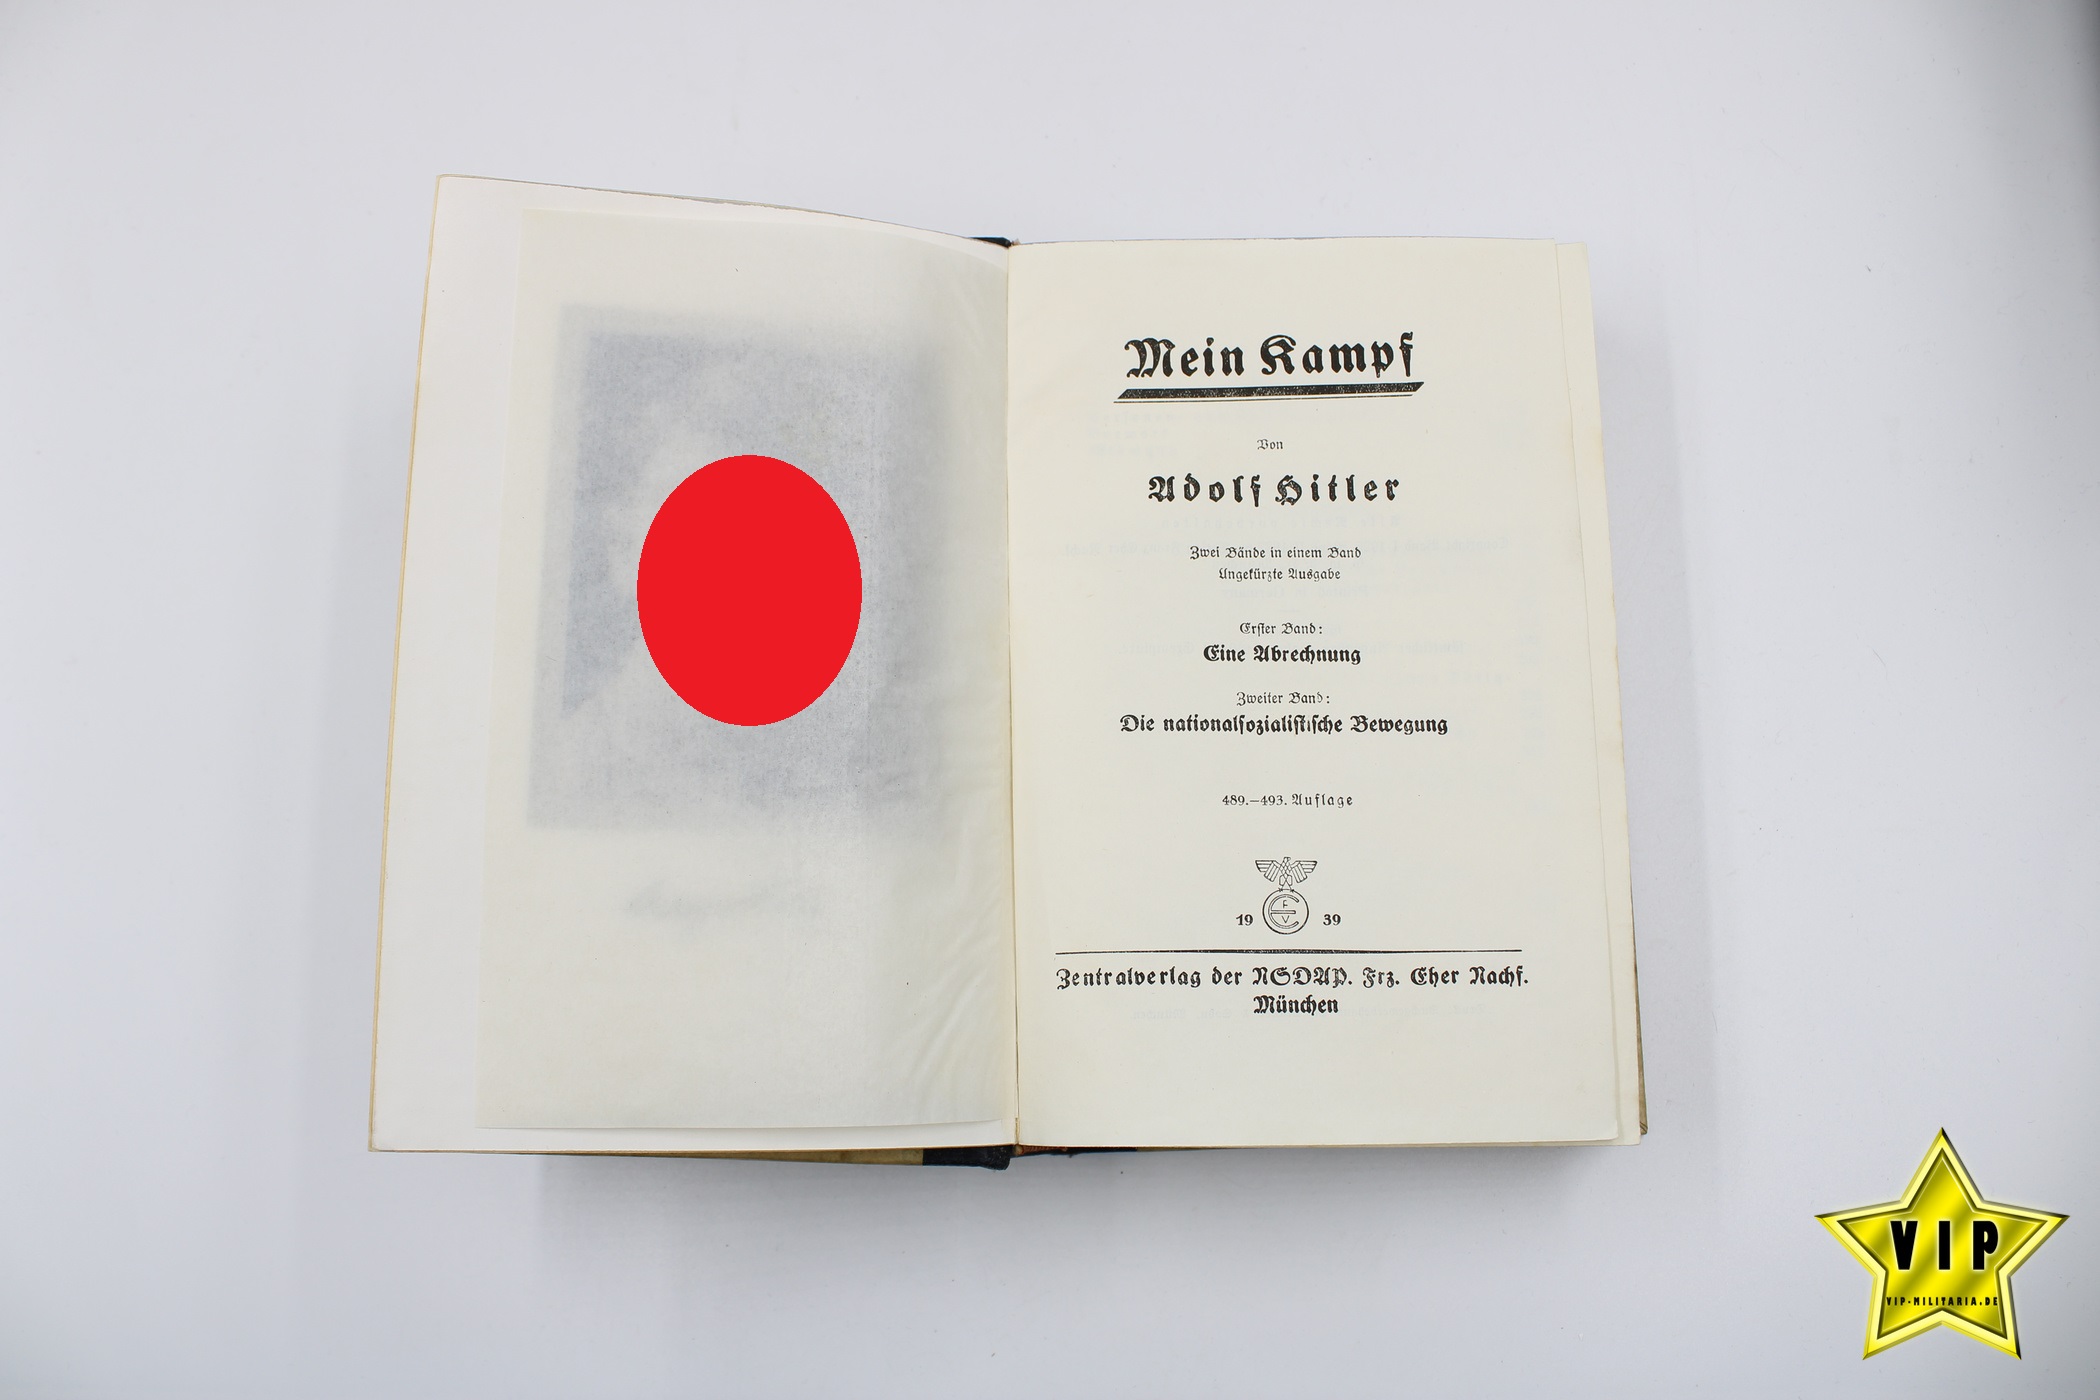 Mein Kampf
Von
Adolf Hitler
Zwei Bände in einem Band
Ungekürzte Ausgabe
Erster Band:
Eine Abrechnung
Zweiter Band:
Die nationalsozialistische Bewegung
489.–493. Auflage
F
E
V
19 39
Zentralverlag der NSDAP. Frz. Eher Nachf.
München
VIP
VIP-MILITARIA.DE